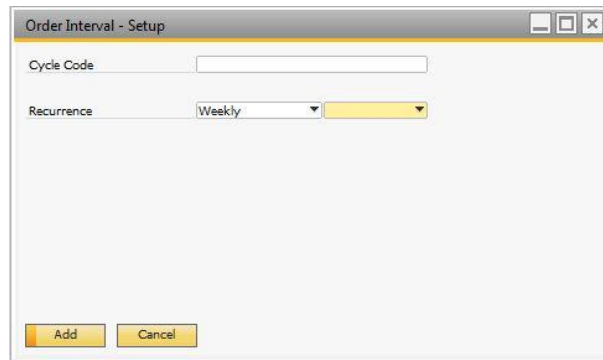 Order Interval - Setup
Cycle Code
Recurrence Weekly
Add Cancel